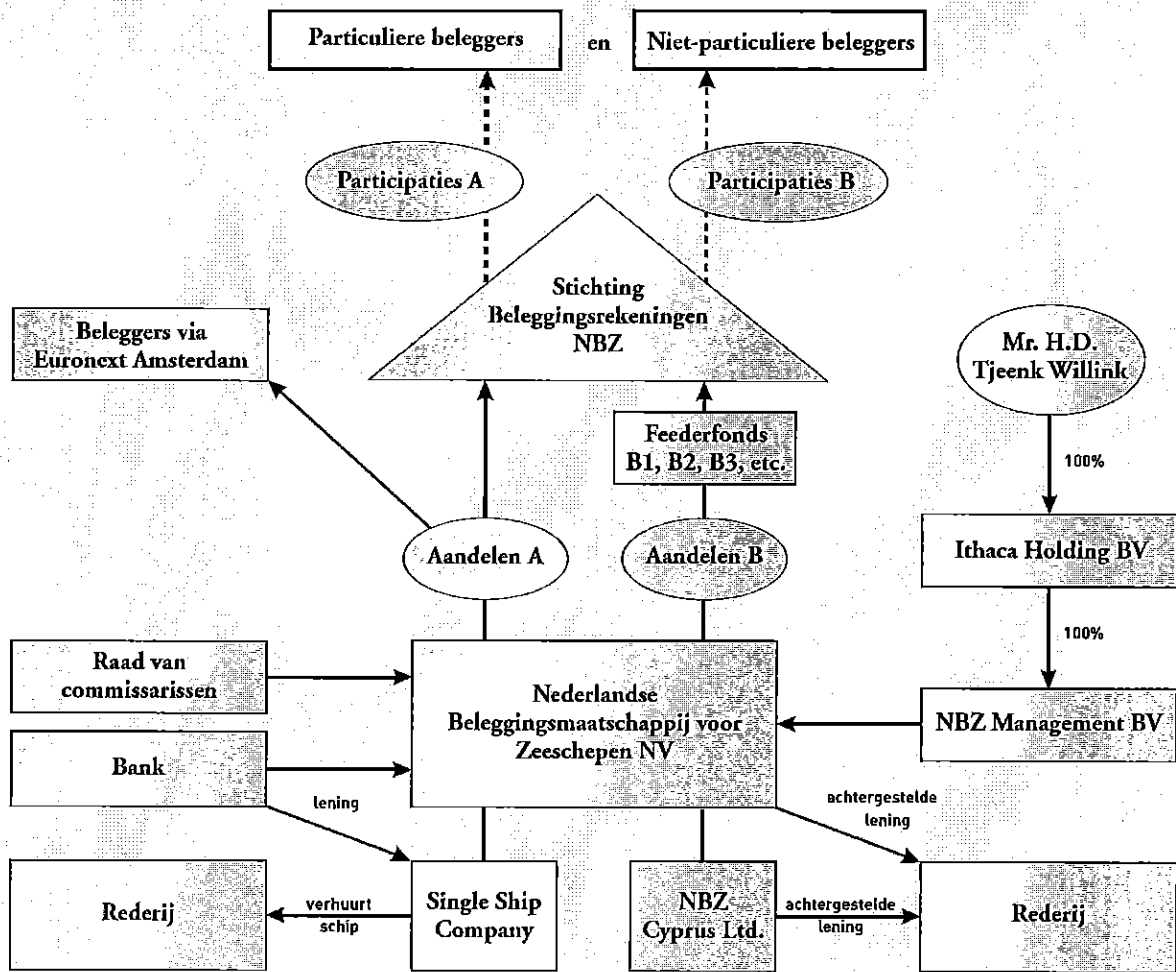 Particuliere beleggers
en
Niet-particuliere beleggers
Participaties A
Participaties B
Stichting
Beleggingsrekeningen
NBZ
Beleggers via
Euronext Amsterdam
Mr. H.D.
Tjeenk Willink
Feederfonds
B1, B2, B3, etc.
100%
Aandelen A
Aandelen B
Ithaca Holding BV
100%
Raad van
commissarissen
Nederlandse
Beleggingsmaatschappij voor
Zeeschepen NV
NBZ Management BV
Bank
lening
achtergestelde
lening
Rederij
verhuurt
schip
Single Ship
Company
NBZ
Cyprus Ltd.
achtergestelde
lening
Rederij